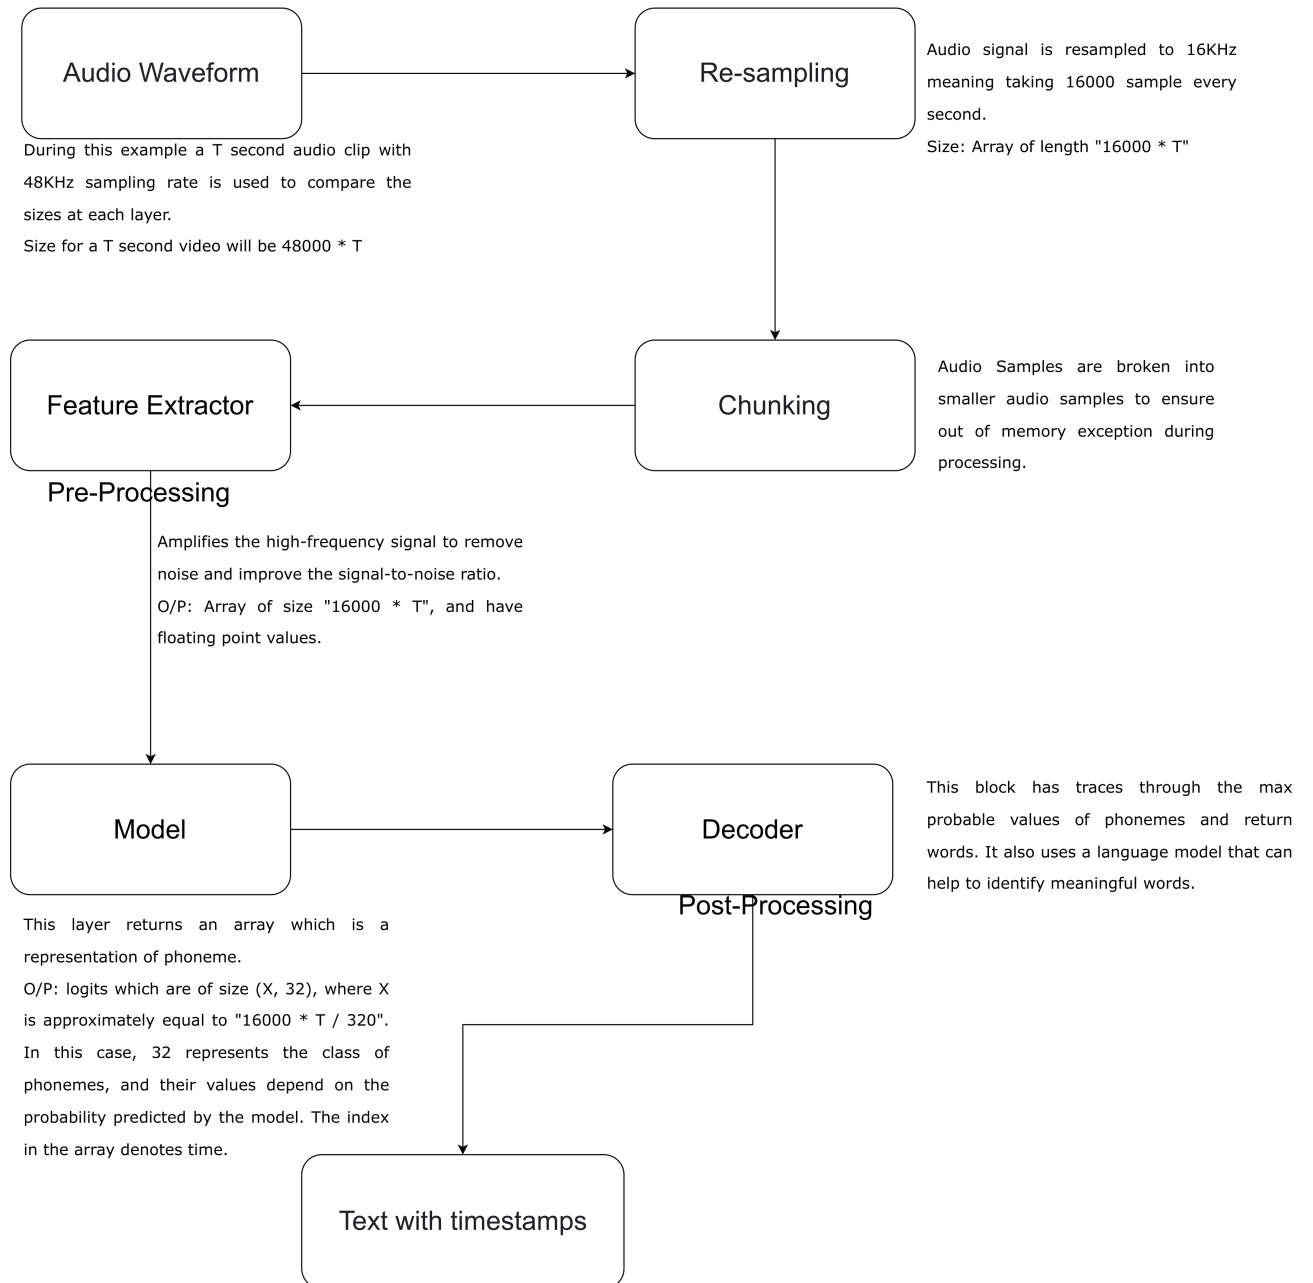 Audio Waveform
Re-sampling
Audio signal is resampled to 16KHz
meaning taking 16000 sample every
second.
Size: Array of length "16000 * T"
During this example a T second audio clip with
48KHz sampling rate is used to compare the
sizes at each layer.
Size for a T second video will be 48000 * T
Feature Extractor
Chunking
Audio Samples are broken into
smaller audio samples to ensure
out of memory exception during
processing.
Pre-Processing
Amplifies the high-frequency signal to remove
noise and improve the signal-to-noise ratio.
O/P: Array of size "16000 * T", and have
floating point values.
Model
Decoder
This block has traces through the max
probable values of phonemes and return
words. It also uses a language model that can
help to identify meaningful words.
Post-Processing
This layer returns an array which is a
representation of phoneme.
O/P: logits which are of size (X, 32), where X
is approximately equal to "16000 * T / 320".
In this case, 32 represents the class of
phonemes, and their values depend on the
probability predicted by the model. The index
in the array denotes time.
Text with timestamps